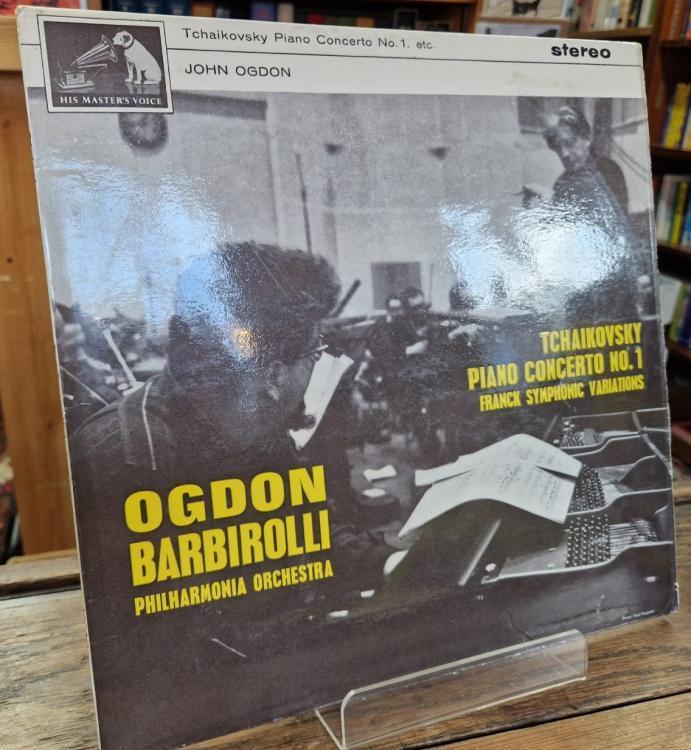 HIS MASTER'S VOICE
Tchaikovsky Piano Concerto No.1, etc.
stereo
JOHN OGDON
TCHAIKOVSKY
PIANO CONCERTO NO.1
FRANCK SYMPHONIC VARIATIONS
OGDON
BARBIROLLI
PHILHARMONIA ORCHESTRA